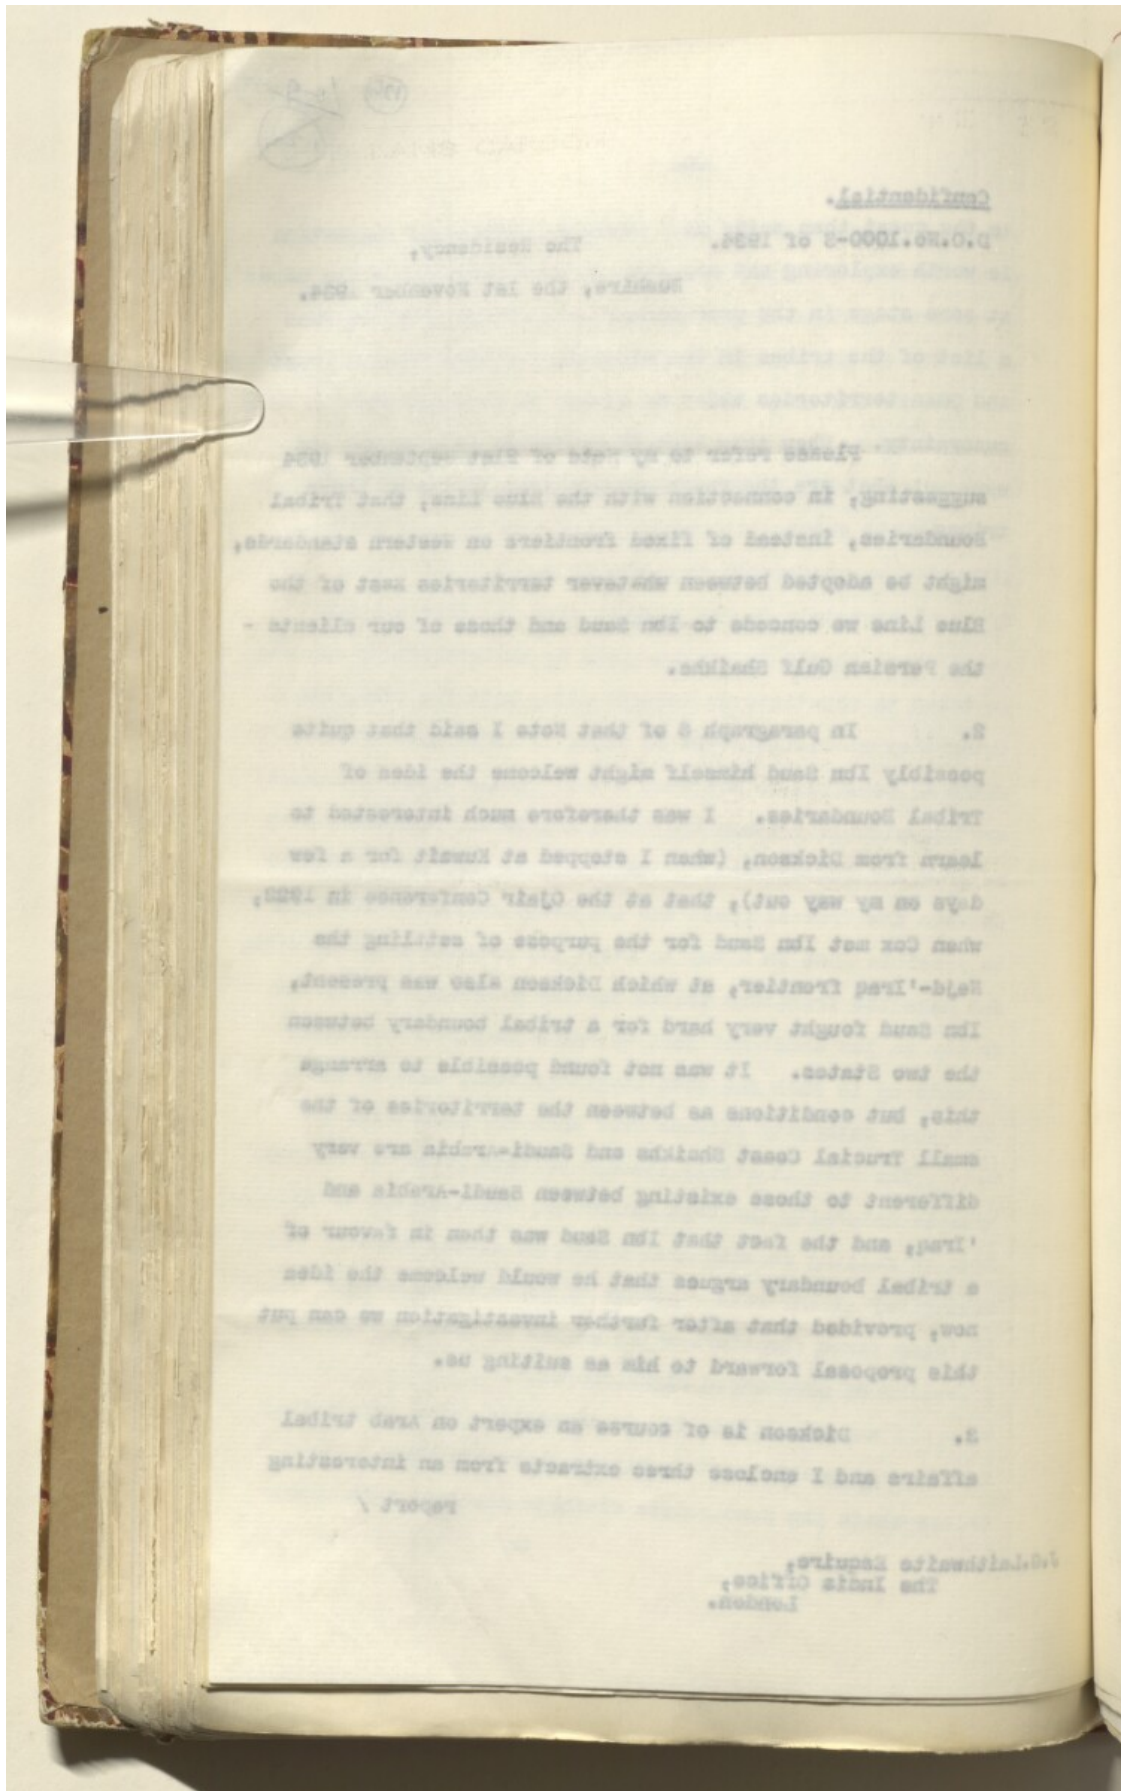 Confidential.
D.O.No.1000-S of 1934. The Residency,
Bushire, the 1st November 1934.
Please refer to my Note of 21st September 1934
suggesting, in connection with the Blue Line, that Tribal
Boundaries, instead of fixed frontiers on Western standards,
might be adopted between whatever territories East of the
Blue Line we concede to Ibn Saud and those of our clients -
the Persian Gulf Shaikhs.
2. In paragraph 6 of that Note I said that quite
possibly Ibn Saud himself might welcome the idea of
Tribal Boundaries. I was therefore much interested to
learn from Dickson, (when I stopped at Kuwait for a few
days on my way out), that at the Ojair Conference in 1922,
when Cox met Ibn Saud for the purpose of settling the
Nejd-'Iraq frontier, at which Dickson also was present,
Ibn Saud fought very hard for a tribal boundary between
the two States. It was not found possible to arrange
this, but conditions as between the territories of the
small Trucial Coast Shaikhs and Saudi-Arabia are very
different to those existing between Saudi-Arabia and
'Iraq, and the fact that Ibn Saud was then in favour of
a tribal boundary argues that he would welcome the idea
now, provided that after further investigation we can put
this proposal forward to him as suiting us.
3. Dickson is of course an expert on Arab tribal
affairs and I enclose three extracts from an interesting
report /
J.G.Laithwaite Esquire,
The India Office,
London.